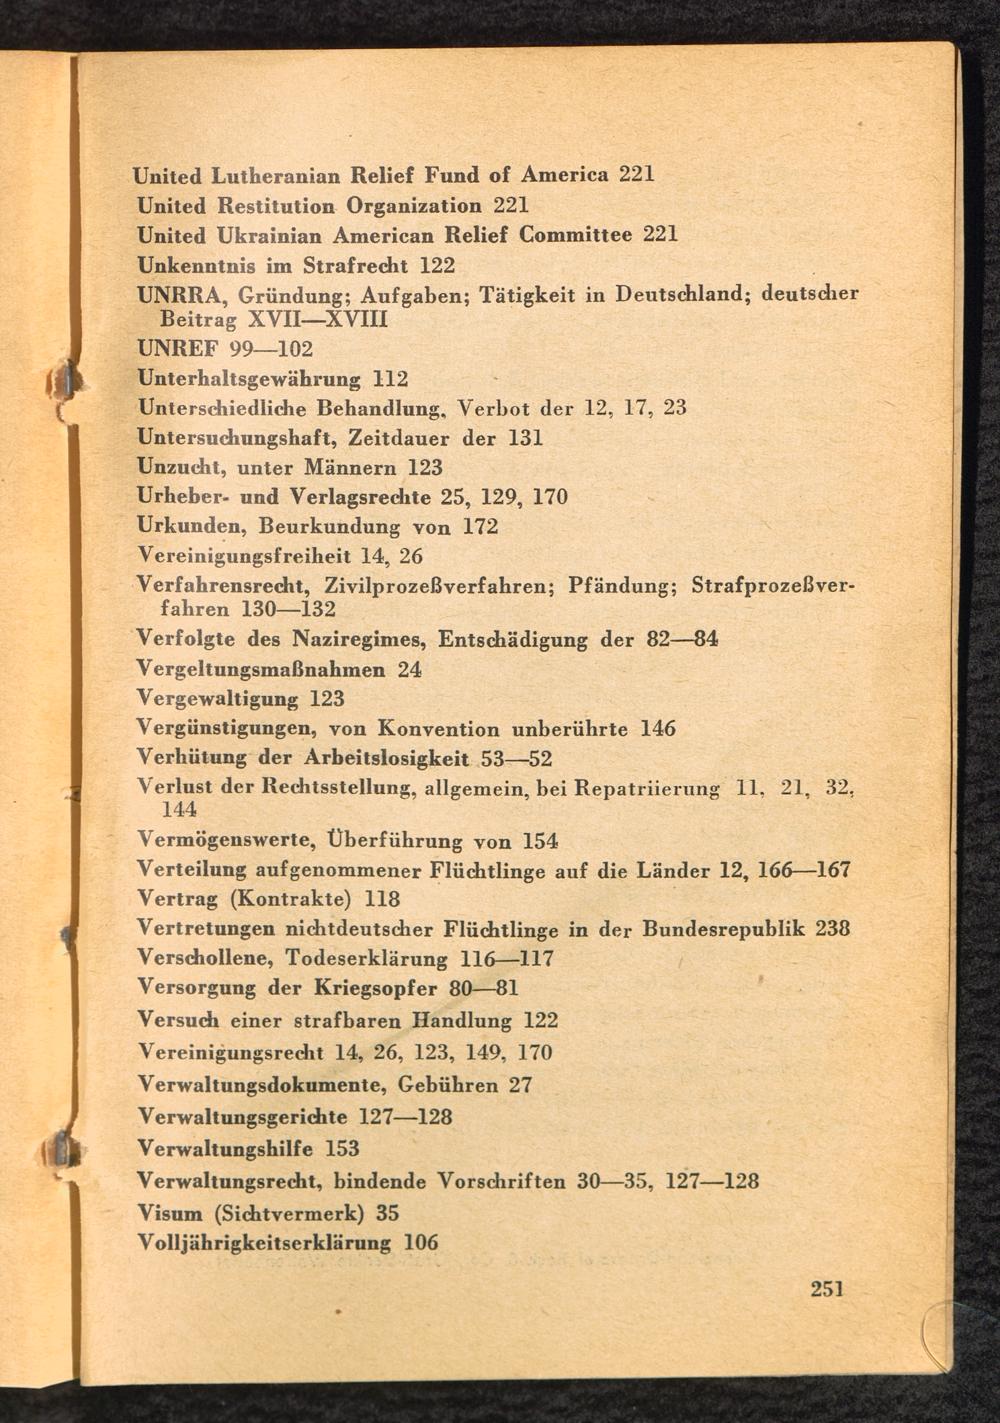 United Lutheranian Relief Fund of America 221
United Restitution Organization 221
United Ukrainian American Relief Committee 221
Unkenntnis im Strafrecht 122
UNRRA, Gründung; Aufgaben; Tätigkeit in Deutschland; deutscher
Beitrag XVII—XVIII
UNREF 99—102
Unterhaltsgewährung 112
Unterschiedliche Behandlung, Verbot der 12, 17, 23
Untersuchungshaft, Zeitdauer der 131
Unzucht, unter Männern 123
Urheber- und Verlagsrechte 25, 129, 170
Urkunden, Beurkundung von 172
Vereinigungsfreiheit 14, 26
Verfahrensrecht, Zivilprozeßverfahren; Pfändung; Strafprozeßver-
fahren 130—132
Verfolgte des Naziregimes, Entschädigung der 82—84
Vergeltungsmaßnahmen 24
Vergewaltigung 123
Vergünstigungen, von Konvention unberührte 146
Verhütung der Arbeitslosigkeit 53—52
Verlust der Rechtsstellung, allgemein, bei Repatriierung 11, 21, 32,
144
Vermögenswerte, Überführung von 154
Verteilung aufgenommener Flüchtlinge auf die Länder 12, 166—167
Vertrag (Kontrakte) 118
Vertretungen nichtdeutscher Flüchtlinge in der Bundesrepublik 238
Verschollene, Todeserklärung 116—117
Versorgung der Kriegsopfer 80—81
Versuch einer strafbaren Handlung 122
Vereinigungsrecht 14, 26, 123, 149, 170
Verwaltungsdokumente, Gebühren 27
Verwaltungsgerichte 127—128
Verwaltungshilfe 153
Verwaltungsrecht, bindende Vorschriften 30—35, 127—128
Visum (Sichtvermerk) 35
Volljährigkeitserklärung 106
251